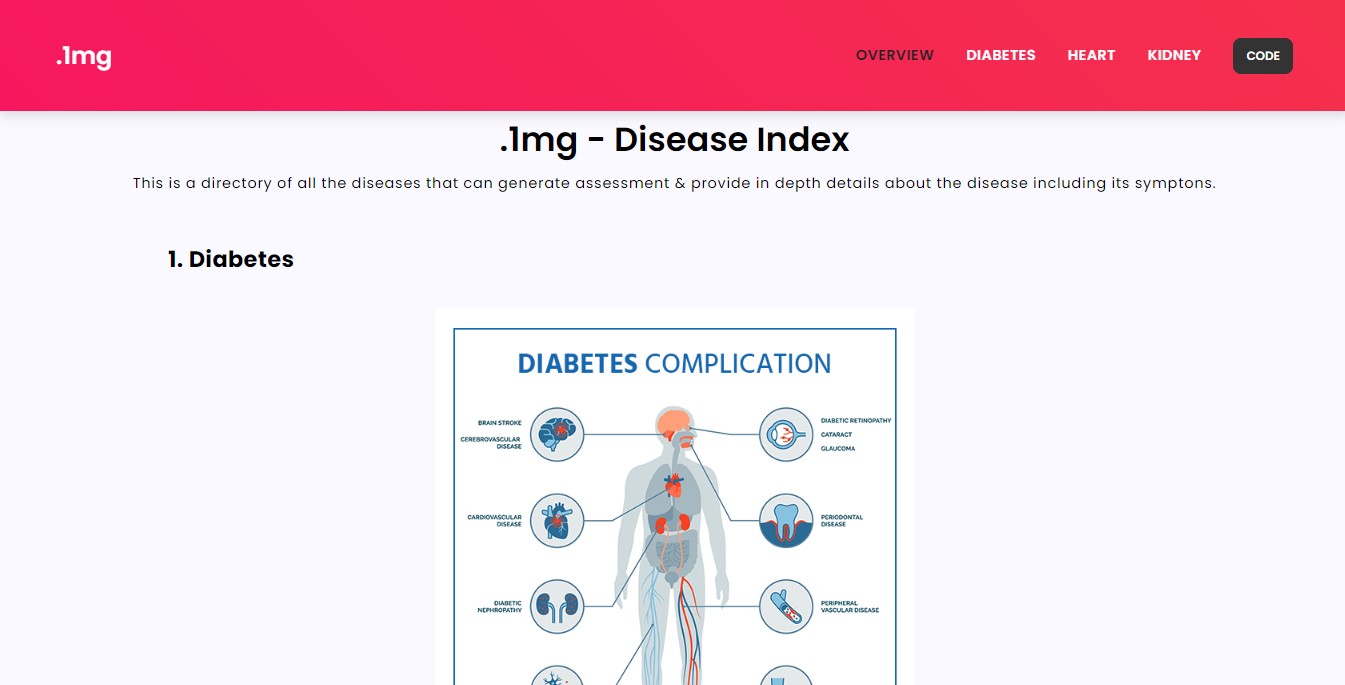 .1mg
OVERVIEW DIABETES HEART KIDNEY CODE
.1mg - Disease Index
This is a directory of all the diseases that can generate assessment & provide in depth details about the disease including its symptons.
1. Diabetes
DIABETES COMPLICATION
BRAIN STROKE
CEREBROVASCULAR
DISEASE
DIABETIC RETINOPATHY
CATARACT
GLAUCOMA
CARDIOVASCULAR
DISEASE
PERIODONTAL
DISEASE
DIABETIC
NEPHROPATHY
PERIPHERAL
VASCULAR DISEASE